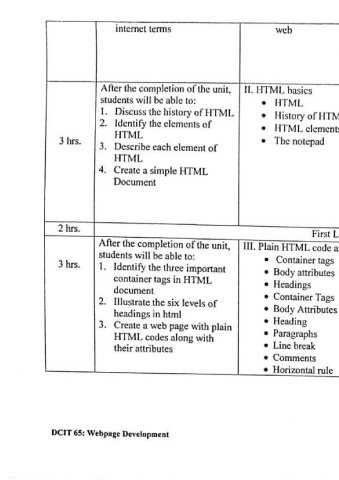 internet terms
web
3 hrs.
After the completion of the unit,
students will be able to:
1. Discuss the history of HTML
2. Identify the elements of
HTML
3. Describe each element of
HTML
4. Create a simple HTML
Document
II. HTML basics
• HTML
• History of HTM
• HTML element
• The notepad
2 hrs.
First L
3 hrs.
After the completion of the unit,
students will be able to:
1. Identify the three important
container tags in HTML
document
2. Illustrate the six levels of
headings in html
3. Create a web page with plain
HTML codes along with
their attributes
III. Plain HTML code a
• Container tags
• Body attributes
• Headings
• Container Tags
• Body Attributes
• Heading
• Paragraphs
• Line break
• Comments
• Horizontal rule
DCIT 65: Webpage Development